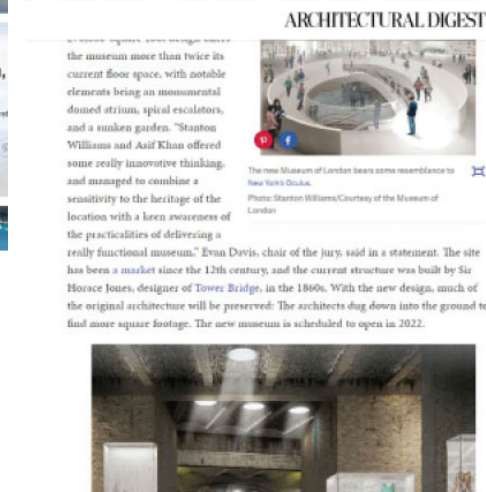 ARCHITECTURAL DIGEST
the museum more than twice its
current floor space, with notable
elements being an monumental
domed atrium, spiral escalators,
and a sunken garden. "Stanton
Williams and Asif Khan offered
some really innovative thinking,
and managed to combine a
sensitivity to the heritage of the
location with a keen awareness of
the practicalities of delivering a
The new Museum of London bears some resemblance to
New York's Oculus.
Photo: Stanton Williams/Courtesy of the Museum of
London
really functional museum," Evan Davis, chair of the jury, said in a statement. The site
has been a market since the 12th century, and the current structure was built by Sir
Horace Jones, designer of Tower Bridge, in the 1860s. With the new design, much of
the original architecture will be preserved: The architects dug down into the ground to
find more square footage. The new museum is scheduled to open in 2022.